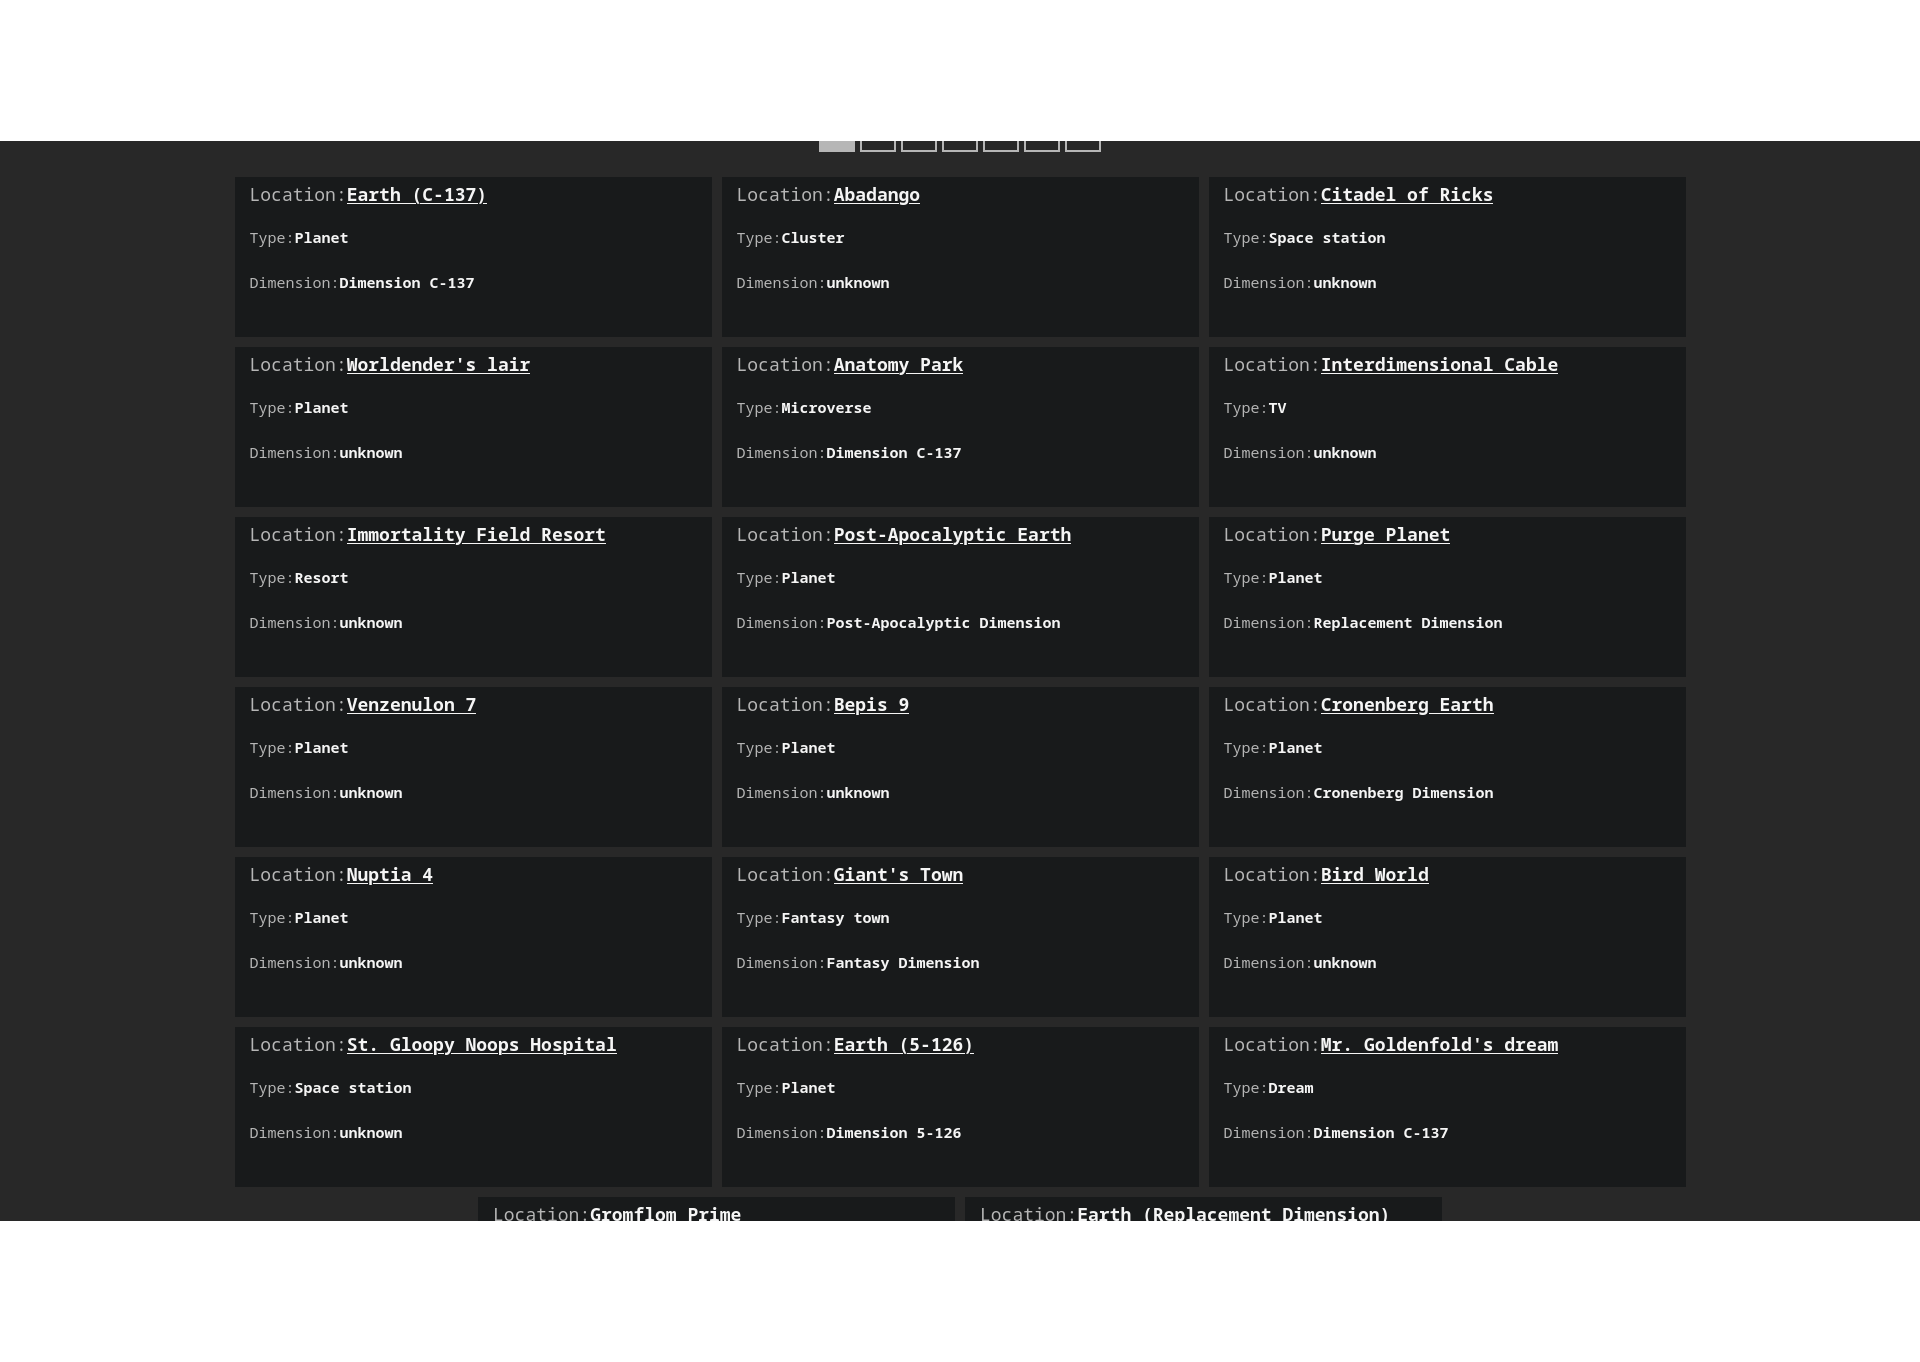 Location:Earth (C-137)
Type:Planet
Dimension:Dimension C-137
Location:Abadango
Type:Cluster
Dimension:unknown
Location:Citadel of Ricks
Type:Space station
Dimension:unknown
Location:Worldender's lair
Type:Planet
Dimension:unknown
Location:Anatomy Park
Type:Microverse
Dimension:Dimension C-137
Location:Interdimensional Cable
Type:TV
Dimension:unknown
Location:Immortality Field Resort
Type:Resort
Dimension:unknown
Location:Post-Apocalyptic Earth
Type:Planet
Dimension:Post-Apocalyptic Dimension
Location:Purge Planet
Type:Planet
Dimension:Replacement Dimension
Location:Venzenulon 7
Type:Planet
Dimension:unknown
Location:Bepis 9
Type:Planet
Dimension:unknown
Location:Cronenberg Earth
Type:Planet
Dimension:Cronenberg Dimension
Location:Nuptia 4
Type:Planet
Dimension:unknown
Location:Giant's Town
Type:Fantasy town
Dimension:Fantasy Dimension
Location:Bird World
Type:Planet
Dimension:unknown
Location:St. Gloopy Noops Hospital
Type:Space station
Dimension:unknown
Location:Earth (5-126)
Type:Planet
Dimension:Dimension 5-126
Location:Mr. Goldenfold's dream
Type:Dream
Dimension:Dimension C-137
Location:Gromflom Prime
Location:Earth (Replacement Dimension)